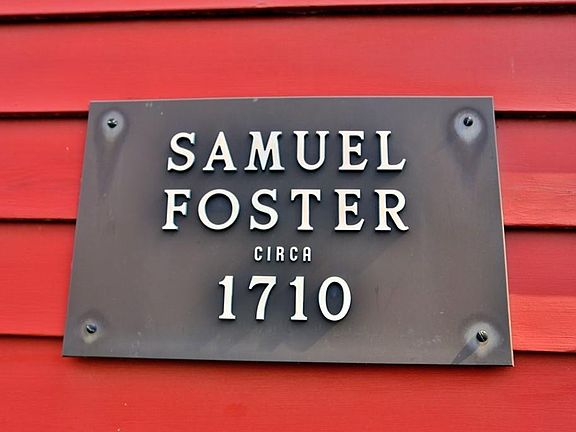 SAMUEL
FOSTER
CIRCA
1710